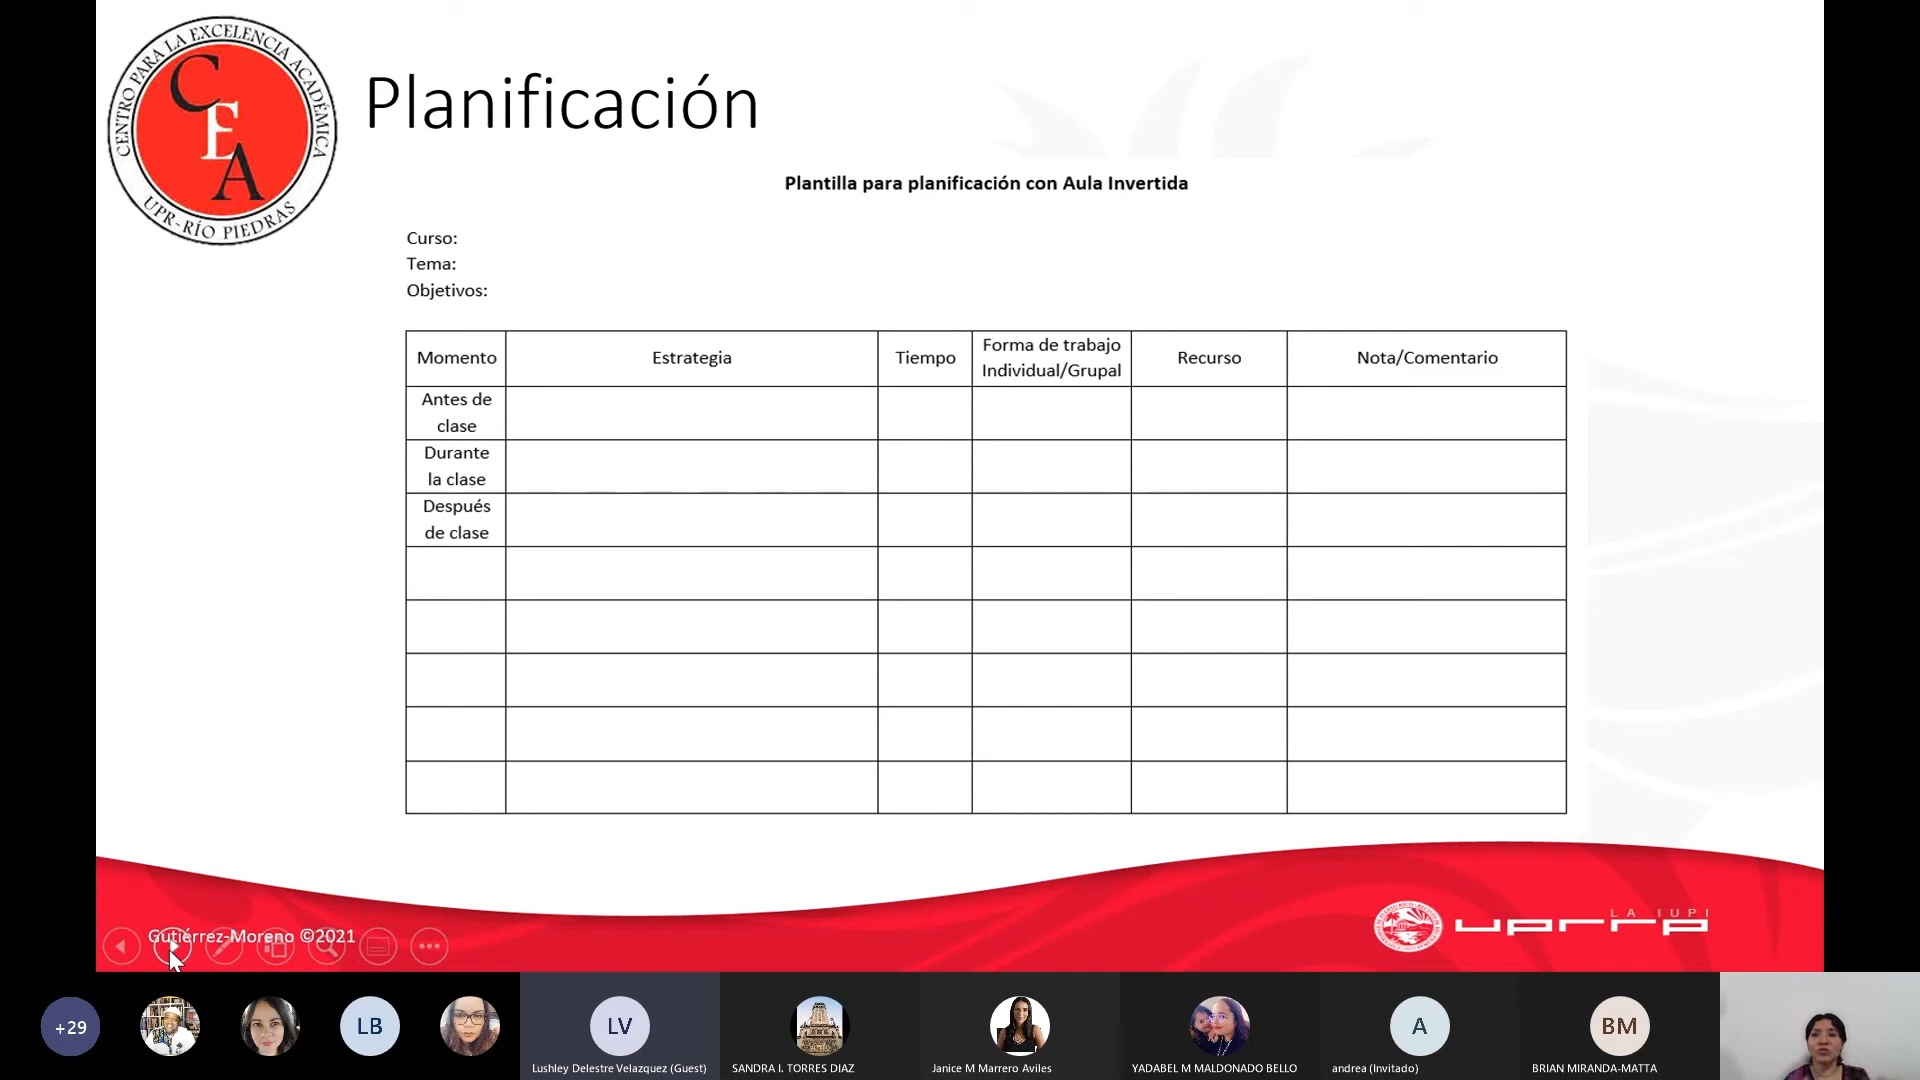 CENTRO PARA LA EXCELENCIA ACADÉMICA
CEA
UPR-RÍO PIEDRAS
Planificación
Plantilla para planificación con Aula Invertida
Curso:
Tema:
Objetivos:
Momento Estrategia Tiempo Forma de trabajo Individual/Grupal Recurso Nota/Comentario
Antes de
clase
Durante
la clase
Después
de clase
Gutiérrez-Moreno ©2021
LA IUPI
uprrp
+29
LB
LV
A
BM
Lushley Delestre Velazquez (Guest)
SANDRA I. TORRES DIAZ
Janice M Marrero Aviles
YADABEL M MALDONADO BELLO
andrea (Invitado)
BRIAN MIRANDA-MATTA